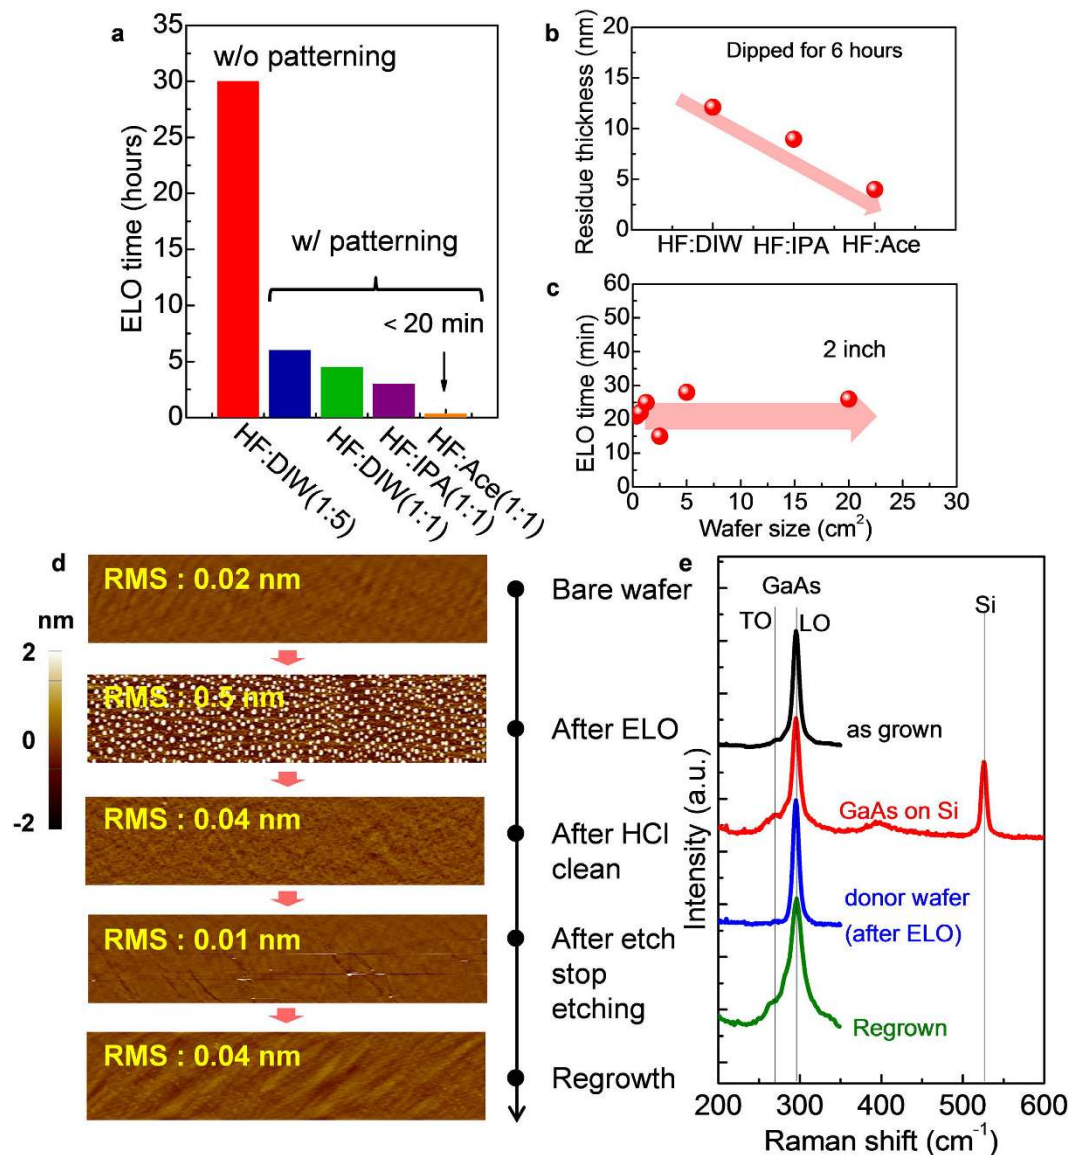 a
35
30
25
20
15
10
5
0
ELO time (hours)
w/o patterning
w/ patterning
< 20 min
HF:DIW(1:5)
HF:DIW(1:1)
HF:IPA(1:1)
HF:Ace(1:1)
b
20
15
10
5
0
Residue thickness (nm)
Dipped for 6 hours
HF:DIW
HF:IPA
HF:Ace
c
60
50
40
30
20
10
0
ELO time (min)
2 inch
0 5 10 15 20 25 30
Wafer size (cm²)
d
nm
2
0
-2
RMS : 0.02 nm
Bare wafer
RMS : 0.5 nm
After ELO
RMS : 0.04 nm
After HCl
clean
RMS : 0.01 nm
After etch
stop
etching
RMS : 0.04 nm
Regrowth
e
GaAs
TO
LO
Si
as grown
GaAs on Si
donor wafer
(after ELO)
Regrown
Intensity (a.u.)
200 300 400 500 600
Raman shift (cm⁻¹)